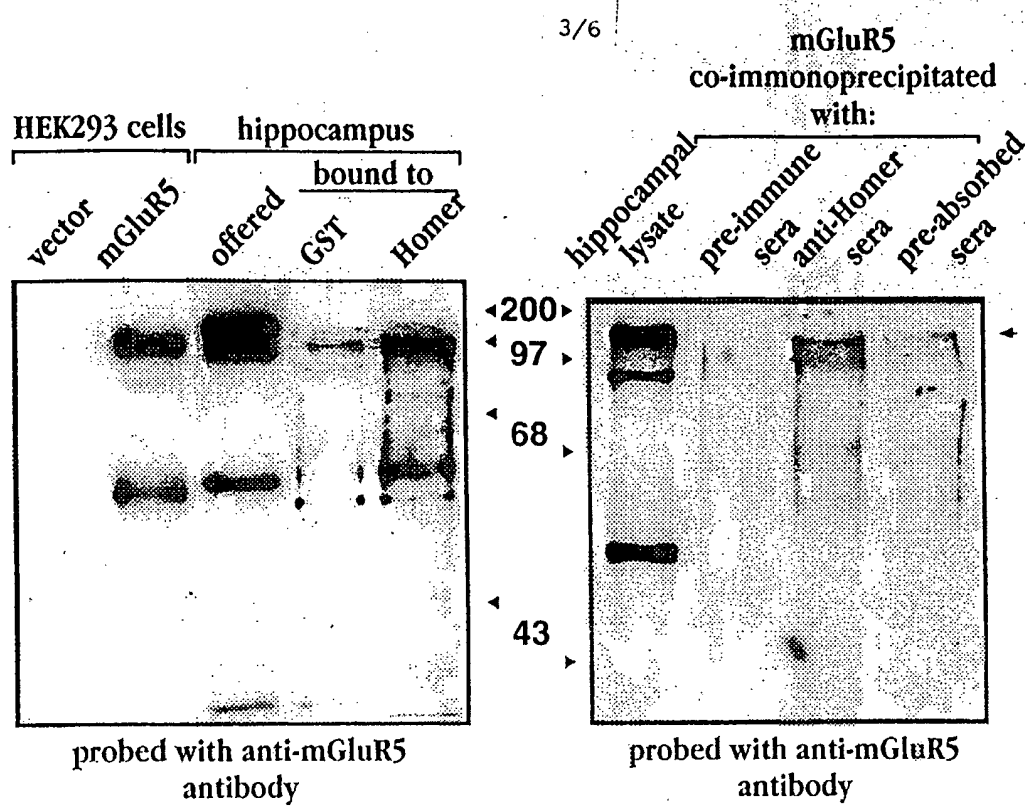 3/6
mGluR5
co-immonoprecipitated
with:
HEK293 cells
hippocampus
bound to
vector
mGluR5
offered
GST
Homer
hippocampal
lysate
pre-immune
sera
anti-Homer
sera
pre-absorbed
sera
200
97
68
43
probed with anti-mGluR5
antibody
probed with anti-mGluR5
antibody